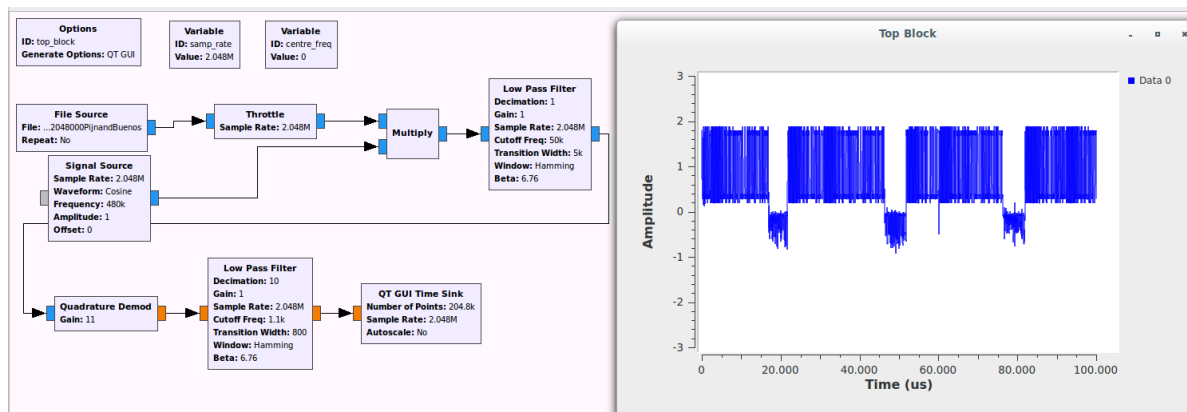 Options
ID: top_block
Generate Options: QT GUI
Variable
ID: samp_rate
Value: 2.048M
Variable
ID: centre_freq
Value: 0
File Source
File: ...2048000PijnandBuenos
Repeat: No
Throttle
Sample Rate: 2.048M
Multiply
Low Pass Filter
Decimation: 1
Gain: 1
Sample Rate: 2.048M
Cutoff Freq: 50k
Transition Width: 5k
Window: Hamming
Beta: 6.76
Signal Source
Sample Rate: 2.048M
Waveform: Cosine
Frequency: 480k
Amplitude: 1
Offset: 0
Quadrature Demod
Gain: 11
Low Pass Filter
Decimation: 10
Gain: 1
Sample Rate: 2.048M
Cutoff Freq: 1.1k
Transition Width: 800
Window: Hamming
Beta: 6.76
QT GUI Time Sink
Number of Points: 204.8k
Sample Rate: 2.048M
Autoscale: No
Top Block
Data 0
Amplitude
3
2
1
0
-1
-2
-3
0 20.000 40.000 60.000 80.000 100.000
Time (us)